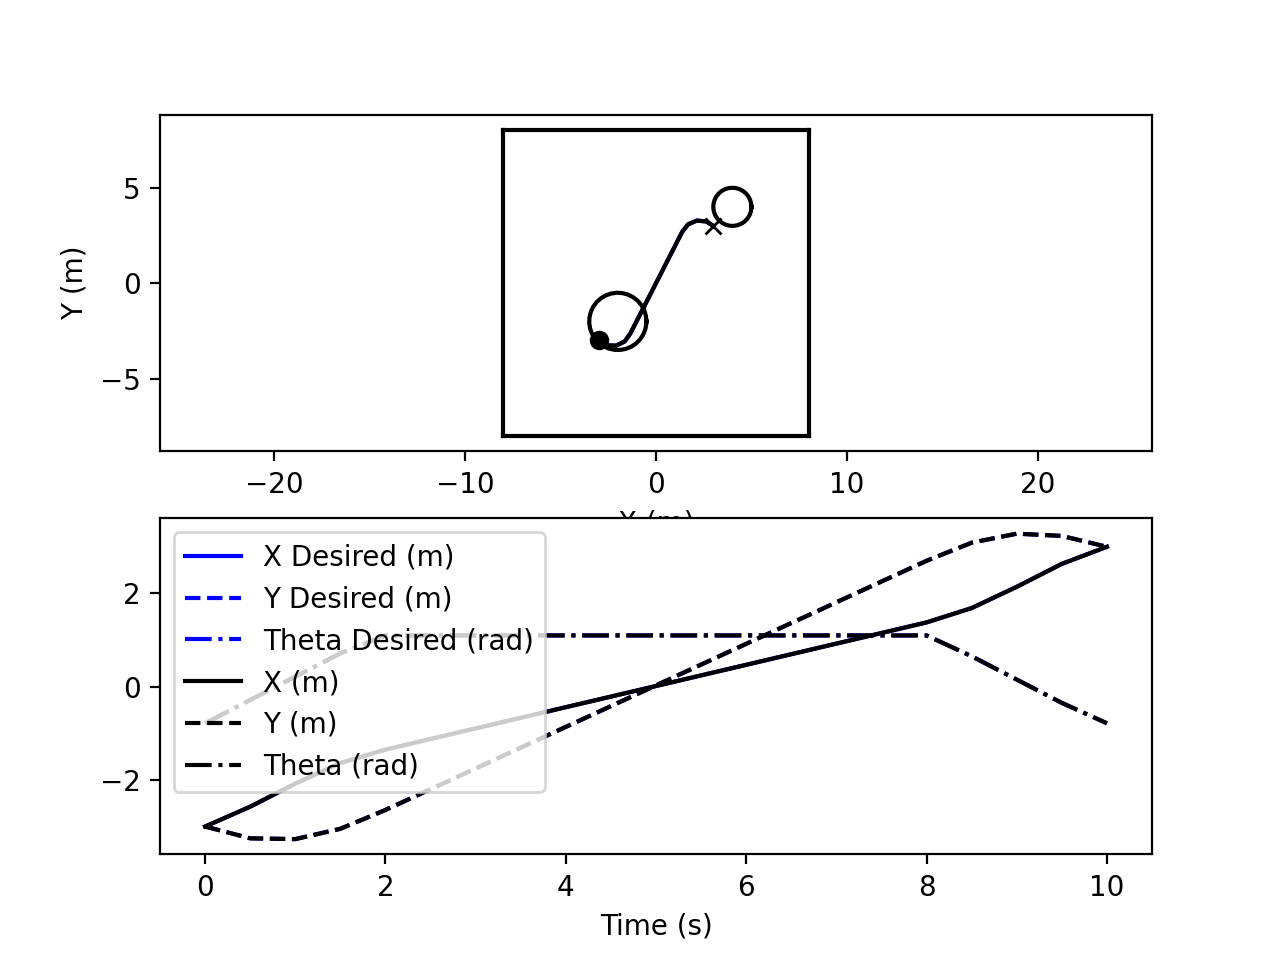 5
0
−5
Y (m)
−20 −10 0 10 20
X (m)
2
0
−2
X Desired (m)
Y Desired (m)
Theta Desired (rad)
X (m)
Y (m)
Theta (rad)
0 2 4 6 8 10
Time (s)